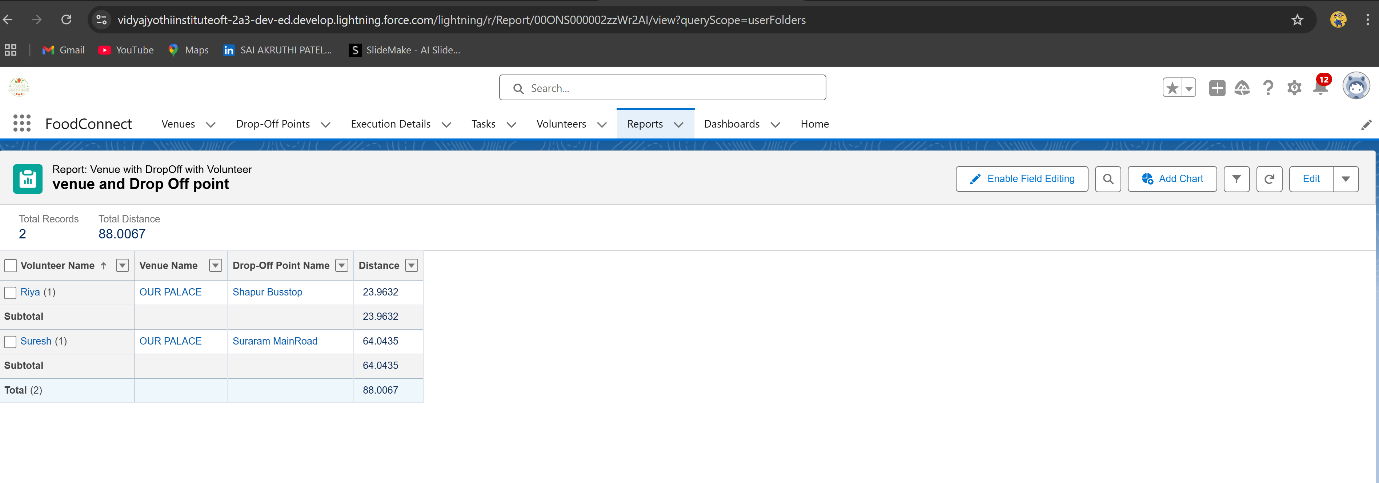 vidyajyothiinstituteoft-2a3-dev-ed.develop.lightning.force.com/lightning/r/Report/00ONS000002zzWr2AI/view?queryScope=userFolders
Gmail YouTube Maps SAI AKRUTHI PATEL... SlideMake - AI Slide...
Search...
12
FoodConnect Venues Drop-Off Points Execution Details Tasks Volunteers Reports Dashboards Home
Report: Venue with DropOff with Volunteer
venue and Drop Off point
Enable Field Editing Add Chart Edit
Total Records Total Distance
2 88.0067
Volunteer Name ↑ Venue Name Drop-Off Point Name Distance
Riya (1) OUR PALACE Shapur Busstop 23.9632
Subtotal 23.9632
Suresh (1) OUR PALACE Suraram MainRoad 64.0435
Subtotal 64.0435
Total (2) 88.0067